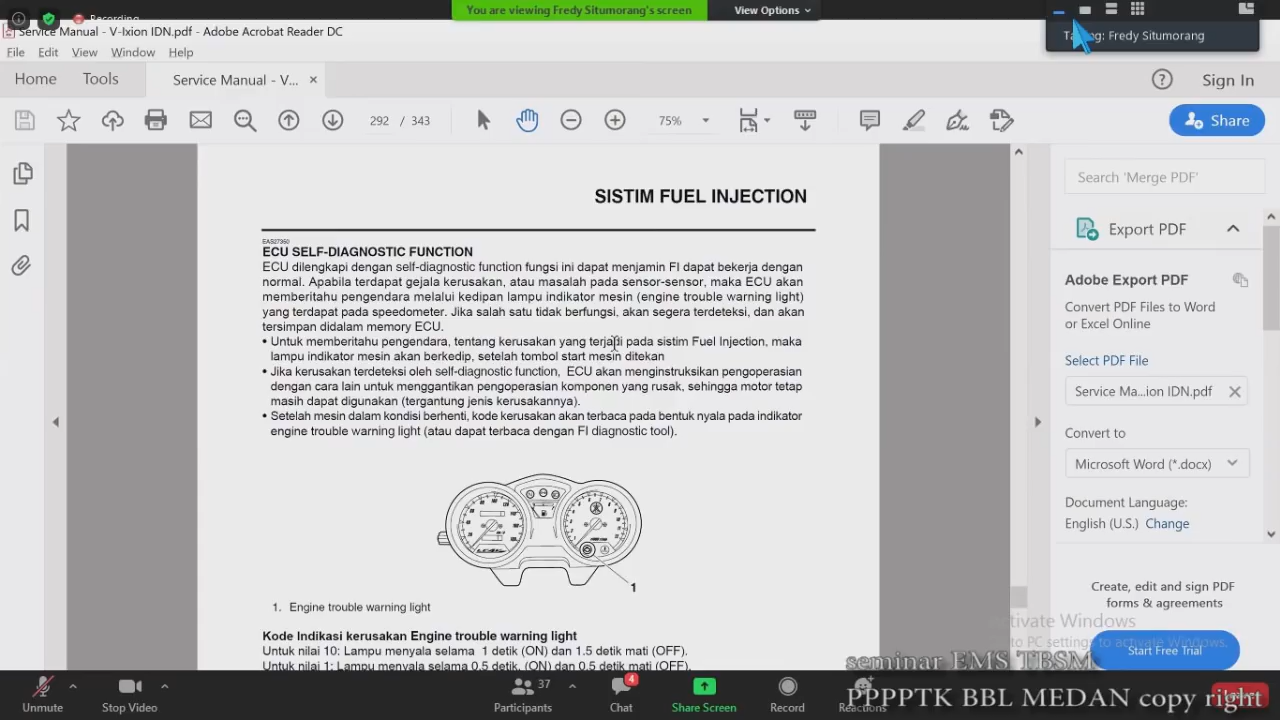 Recording
You are viewing Fredy Situmorang's screen
View Options
Service Manual - V-Ixion IDN.pdf - Adobe Acrobat Reader DC
Fredy Situmorang
File Edit View Window Help
Home Tools Service Manual - V... ×
Sign In
292 / 343
75%
Share
SISTIM FUEL INJECTION
Search 'Merge PDF'
Export PDF
Adobe Export PDF
Convert PDF Files to Word
or Excel Online
Select PDF File
Service Ma...ion IDN.pdf
Convert to
Microsoft Word (*.docx)
Document Language:
English (U.S.) Change
Create, edit and sign PDF
forms & agreements
Start Free Trial
EAS27350
ECU SELF-DIAGNOSTIC FUNCTION
ECU dilengkapi dengan self-diagnostic function fungsi ini dapat menjamin FI dapat bekerja dengan
normal. Apabila terdapat gejala kerusakan, atau masalah pada sensor-sensor, maka ECU akan
memberitahu pengendara melalui kedipan lampu indikator mesin (engine trouble warning light)
yang terdapat pada speedometer. Jika salah satu tidak berfungsi, akan segera terdeteksi, dan akan
tersimpan didalam memory ECU.
• Untuk memberitahu pengendara, tentang kerusakan yang terjadi pada sistim Fuel Injection, maka
lampu indikator mesin akan berkedip, setelah tombol start mesin ditekan
• Jika kerusakan terdeteksi oleh self-diagnostic function, ECU akan menginstruksikan pengoperasian
dengan cara lain untuk menggantikan pengoperasian komponen yang rusak, sehingga motor tetap
masih dapat digunakan (tergantung jenis kerusakannya).
• Setelah mesin dalam kondisi berhenti, kode kerusakan akan terbaca pada bentuk nyala pada indikator
engine trouble warning light (atau dapat terbaca dengan FI diagnostic tool).
1
1. Engine trouble warning light
Kode Indikasi kerusakan Engine trouble warning light
Untuk nilai 10: Lampu menyala selama 1 detik (ON) dan 1.5 detik mati (OFF).
Untuk nilai 1: Lampu menyala selama 0.5 detik, (ON) dan 0.5 detik (OFF).
Activate Windows
to PC settings to activate Windows.
seminar EMS TBSM
PPPPTK BBL MEDAN copy right
Unmute
Stop Video
37
Participants
4
Chat
Share Screen
Record
Reactions